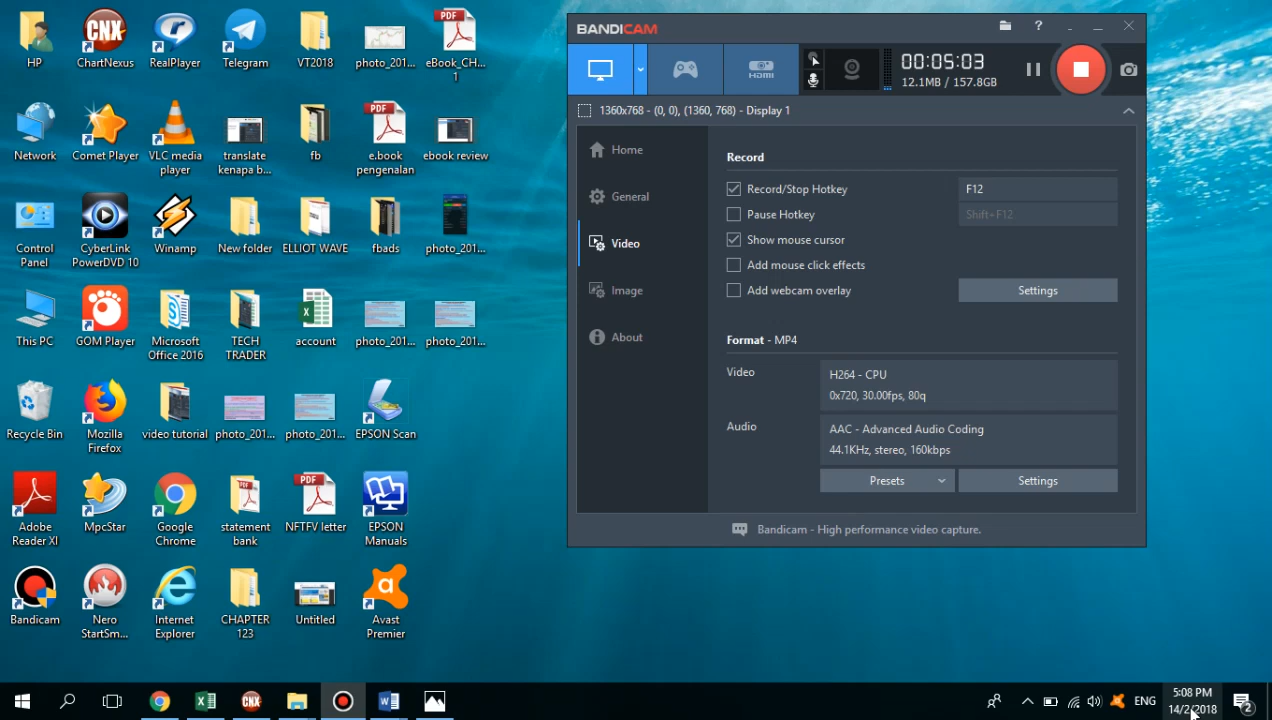 HP
ChartNexus
RealPlayer
Telegram
VT2018
photo_201...
eBook_CH...
1
Network
Comet Player
VLC media
player
translate
kenapa b...
fb
e.book
pengenalan
ebook review
Control
Panel
CyberLink
PowerDVD 10
Winamp
New folder
ELLIOT WAVE
fbads
photo_201...
This PC
GOM Player
Microsoft
Office 2016
TECH
TRADER
account
photo_201...
photo_201...
Recycle Bin
Mozilla
Firefox
video tutorial
photo_201...
photo_201...
EPSON Scan
Adobe
Reader XI
MpcStar
Google
Chrome
statement
bank
NFTFV letter
EPSON
Manuals
Bandicam
Nero
StartSm...
Internet
Explorer
CHAPTER
123
Untitled
Avast
Premier
BANDICAM
HDMI
00:05:03
12.1MB / 157.8GB
1360x768 - (0, 0), (1360, 768) - Display 1
Home
General
Video
Image
About
Record
Record/Stop Hotkey
F12
Pause Hotkey
Shift+F12
Show mouse cursor
Add mouse click effects
Add webcam overlay
Settings
Format - MP4
Video
H264 - CPU
0x720, 30.00fps, 80q
Audio
AAC - Advanced Audio Coding
44.1KHz, stereo, 160kbps
Presets
Settings
Bandicam - High performance video capture.
ENG
5:08 PM
14/2/2018
2